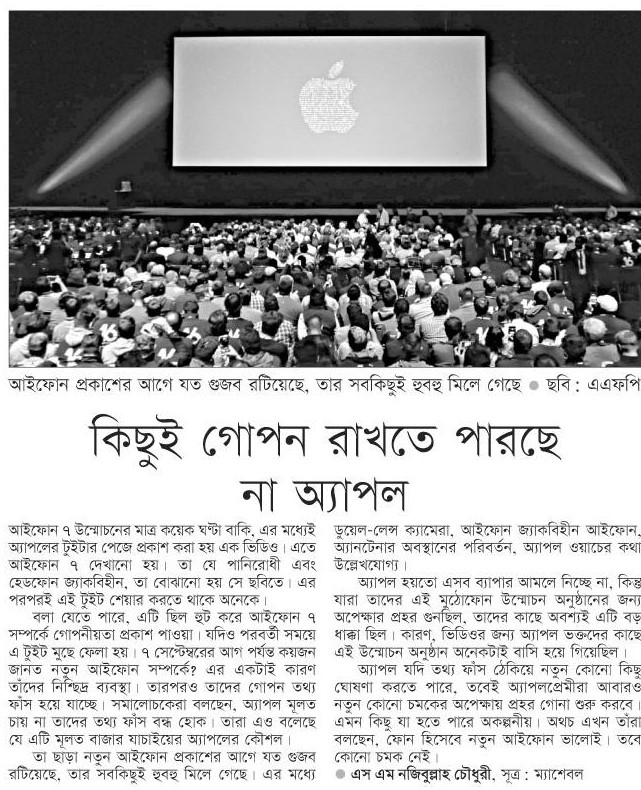 আইফোন প্রকাশের আগে যত গুজব রটিয়েছে, তার সবকিছুই হুবহু মিলে গেছে ● ছবি : এএফপি
কিছুই গোপন রাখতে পারছে
না অ্যাপল
আইফোন ৭ উন্মোচনের মাত্র কয়েক ঘণ্টা বাকি, এর মধ্যেই
অ্যাপলের টুইটার পেজে প্রকাশ করা হয় এক ভিডিও। এতে
আইফোন ৭ দেখানো হয়। তা যে পানিরোধী এবং
হেডফোন জ্যাকবিহীন, তা বোঝানো হয় সে ছবিতে। এর
পরপরই এই টুইট শেয়ার করতে থাকে অনেকে।
বলা যেতে পারে, এটি ছিল হুট করে আইফোন ৭
সম্পর্কে গোপনীয়তা প্রকাশ পাওয়া। যদিও পরবর্তী সময়ে
এ টুইট মুছে ফেলা হয়। ৭ সেপ্টেম্বরের আগ পর্যন্ত কয়জন
জানত নতুন আইফোন সম্পর্কে? এর একটাই কারণ
তাঁদের নিশ্ছিদ্র ব্যবস্থা। তারপরও তাদের গোপন তথ্য
ফাঁস হয়ে যাচ্ছে। সমালোচকেরা বলছেন, অ্যাপল মূলত
চায় না তাদের তথ্য ফাঁস বন্ধ হোক। তারা এও বলেছে
যে এটি মূলত বাজার যাচাইয়ের অ্যাপলের কৌশল।
তা ছাড়া নতুন আইফোন প্রকাশের আগে যত গুজব
রটিয়েছে, তার সবকিছুই হুবহু মিলে গেছে। এর মধ্যে
ডুয়েল-লেন্স ক্যামেরা, আইফোন জ্যাকবিহীন আইফোন,
অ্যানটেনার অবস্থানের পরিবর্তন, অ্যাপল ওয়াচের কথা
উল্লেখযোগ্য।
অ্যাপল হয়তো এসব ব্যাপার আমলে নিচ্ছে না, কিন্তু
যারা তাদের এই মুঠোফোন উন্মোচন অনুষ্ঠানের জন্য
অপেক্ষার প্রহর গুনছিল, তাদের কাছে অবশ্যই এটি বড়
ধাক্কা ছিল। কারণ, ভিডিওর জন্য অ্যাপল ভক্তদের কাছে
এই উন্মোচন অনুষ্ঠান অনেকটাই বাসি হয়ে গিয়েছিল।
অ্যাপল যদি তথ্য ফাঁস ঠেকিয়ে নতুন কোনো কিছু
ঘোষণা করতে পারে, তবেই অ্যাপলপ্রেমীরা আবারও
নতুন কোনো চমকের অপেক্ষায় প্রহর গোনা শুরু করবে।
এমন কিছু যা হতে পারে অকল্পনীয়। অথচ এখন তাঁরা
বলছেন, ফোন হিসেবে নতুন আইফোন ভালোই। তবে
কোনো চমক নেই।
● এস এম নজিবুল্লাহ চৌধুরী, সূত্র : ম্যাশেবল